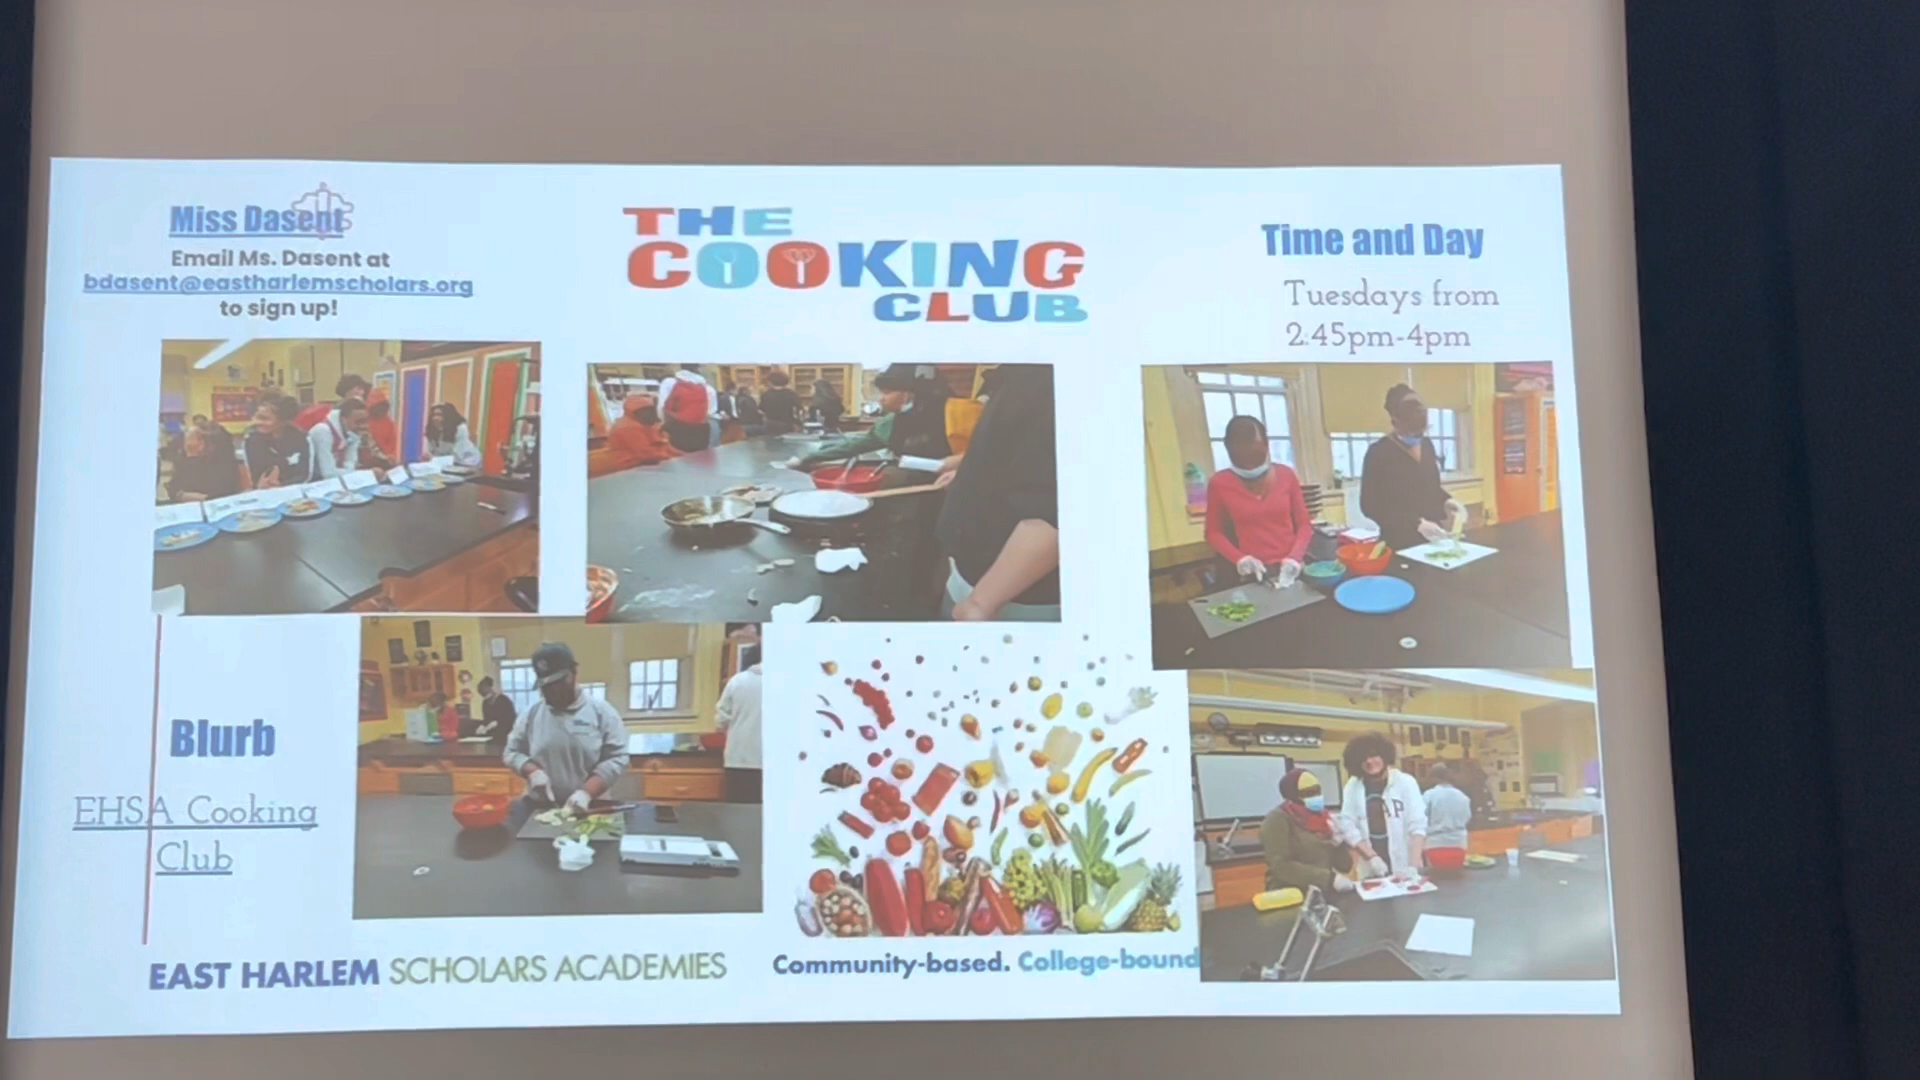 Miss Dasent
Email Ms. Dasent at
bdasent@eastharlemscholars.org
to sign up!
THE
COOKING
CLUB
Time and Day
Tuesdays from
2:45pm-4pm
Blurb
EHSA Cooking
Club
EAST HARLEM SCHOLARS ACADEMIES
Community-based. College-bound